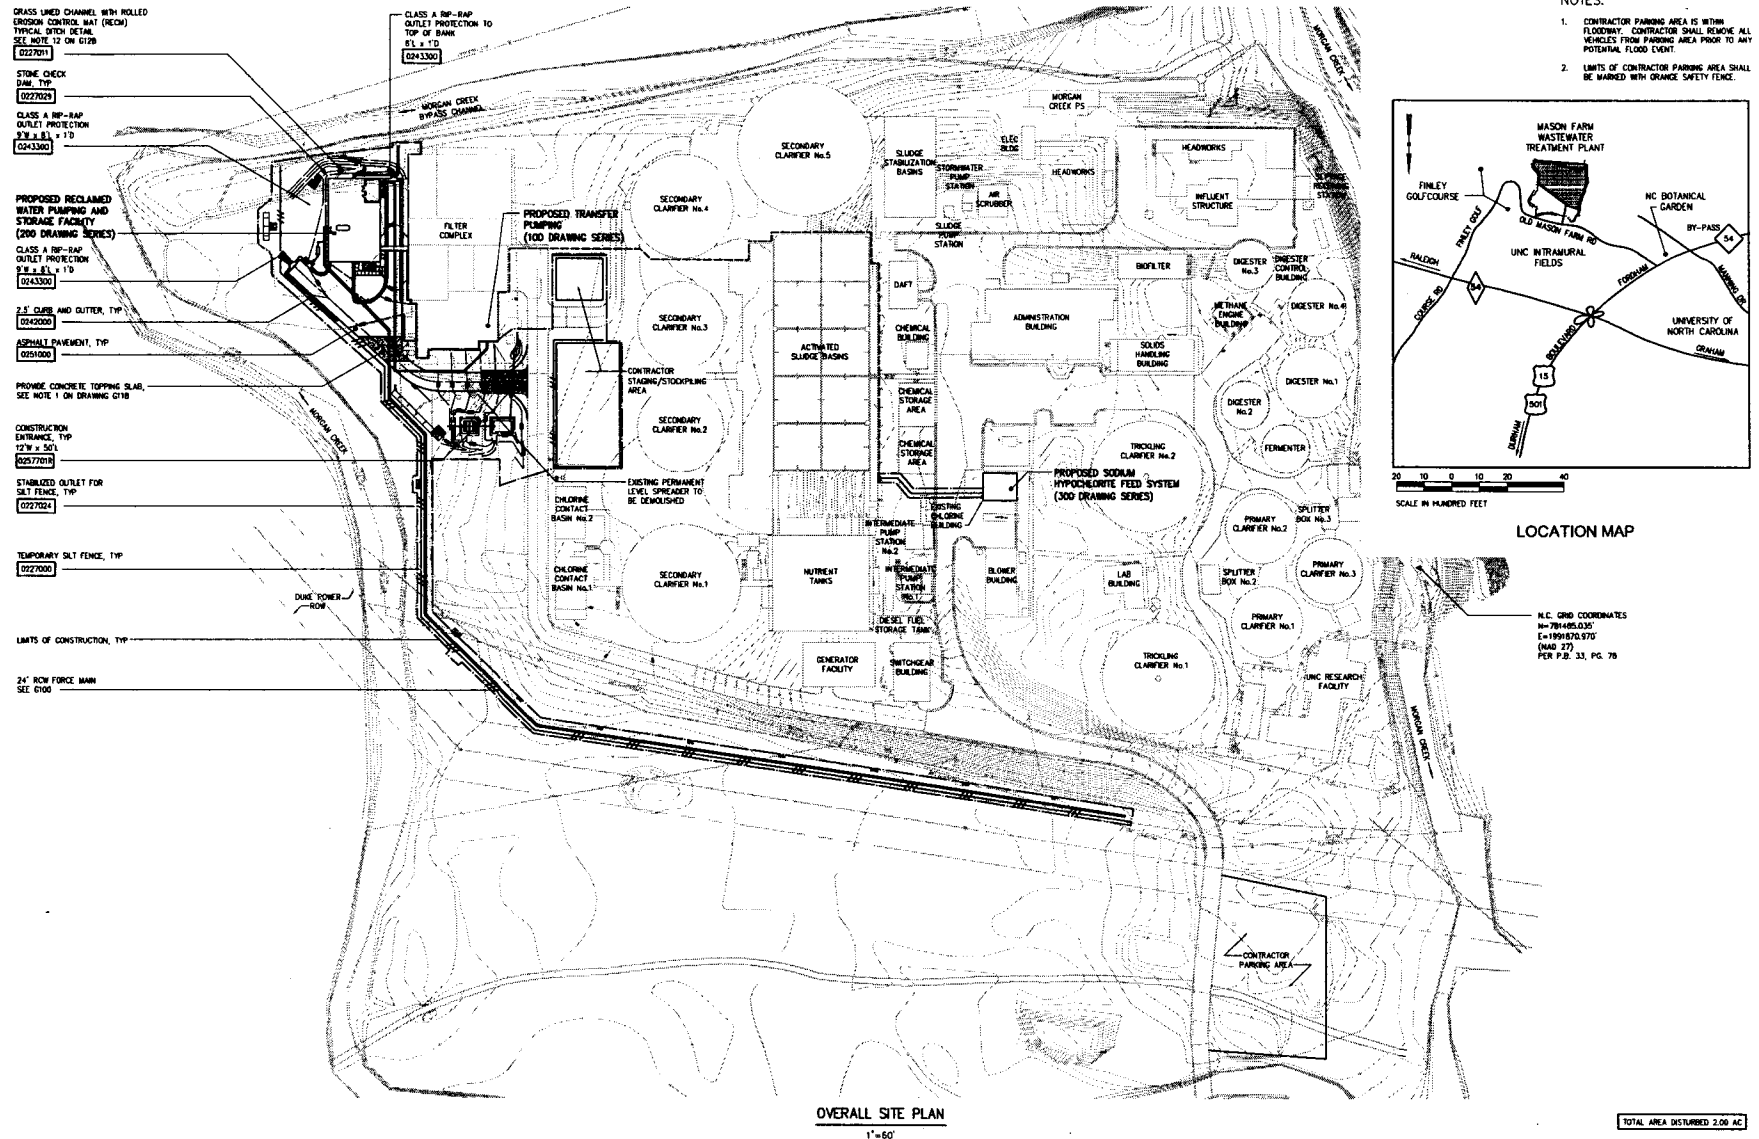 GRASS LINED CHANNEL WITH ROLLED
EROSION CONTROL MAT (RECM)
TYPICAL DITCH DETAIL
SEE NOTE 12 ON G12B
0227011
STONE CHECK
DAM, TYP
0227029
CLASS A RIP-RAP
OUTLET PROTECTION
9'W x 8'L x 1'D
0243300
PROPOSED RECLAIMED
WATER PUMPING AND
STORAGE FACILITY
(200 DRAWING SERIES)
CLASS A RIP-RAP
OUTLET PROTECTION
9'W x 8'L x 1'D
0243300
2.5' CURB AND GUTTER, TYP
0242000
ASPHALT PAVEMENT, TYP
0251000
PROVIDE CONCRETE TOPPING SLAB,
SEE NOTE 1 ON DRAWING G11B
CONSTRUCTION
ENTRANCE, TYP
12'W x 50'L
0257701R
STABILIZED OUTLET FOR
SILT FENCE, TYP
0227024
TEMPORARY SILT FENCE, TYP
0227000
DUKE POWER
ROW
LIMITS OF CONSTRUCTION, TYP
24" RCW FORCE MAIN
SEE G100
CLASS A RIP-RAP
OUTLET PROTECTION TO
TOP OF BANK
8'L x 1'D
0243300
MORGAN CREEK
BYPASS CHANNEL
MORGAN CREEK
FILTER
COMPLEX
PROPOSED TRANSFER
PUMPING
(100 DRAWING SERIES)
CONTRACTOR
STAGING/STOCKPILING
AREA
EXISTING PERMANENT
LEVEL SPREADER TO
BE DEMOLISHED
SECONDARY
CLARIFIER No.5
SECONDARY
CLARIFIER No.4
SECONDARY
CLARIFIER No.3
SECONDARY
CLARIFIER No.2
SECONDARY
CLARIFIER No.1
CHLORINE
CONTACT
BASIN No.2
CHLORINE
CONTACT
BASIN No.1
ACTIVATED
SLUDGE BASINS
NUTRIENT
TANKS
GENERATOR
FACILITY
SWITCHGEAR
BUILDING
DIESEL FUEL
STORAGE TANK
INTERMEDIATE
PUMP
STATION
No.2
INTERMEDIATE
PUMP
STATION
No.1
SLUDGE
STABILIZATION
BASINS
STORMWATER
PUMP
STATION
SLUDGE
PUMP
STATION
AIR
SCRUBBER
ELEC
BLDG
MORGAN
CREEK PS
HEADWORKS
HEADWORKS
INFLUENT
STRUCTURE
DAFT
CHEMICAL
BUILDING
CHEMICAL
STORAGE
AREA
CHEMICAL
STORAGE
AREA
ADMINISTRATION
BUILDING
BIOFILTER
SOLIDS
HANDLING
BUILDING
DIGESTER
No.3
DIGESTER
CONTROL
BUILDING
METHANE
ENGINE
BUILDING
DIGESTER No.4
DIGESTER No.1
DIGESTER
No.2
FERMENTER
TRICKLING
CLARIFIER No.2
PROPOSED SODIUM
HYPOCHLORITE FEED SYSTEM
(300 DRAWING SERIES)
EXISTING
CHLORINE
BUILDING
BLOWER
BUILDING
LAB
BUILDING
PRIMARY
CLARIFIER No.2
SPLITTER
BOX No.3
SPLITTER
BOX No.2
PRIMARY
CLARIFIER No.3
PRIMARY
CLARIFIER No.1
TRICKLING
CLARIFIER No.1
UNC RESEARCH
FACILITY
MORGAN CREEK
MORGAN CREEK
CONTRACTOR
PARKING AREA
NOTES:
1. CONTRACTOR PARKING AREA IS WITHIN
FLOODWAY. CONTRACTOR SHALL REMOVE ALL
VEHICLES FROM PARKING AREA PRIOR TO ANY
POTENTIAL FLOOD EVENT.
2. LIMITS OF CONTRACTOR PARKING AREA SHALL
BE MARKED WITH ORANGE SAFETY FENCE.
MASON FARM
WASTEWATER
TREATMENT PLANT
FINLEY
GOLFCOURSE
NC BOTANICAL
GARDEN
BY-PASS
54
OLD MASON FARM RD
FINLEY GOLF
COURSE RD
UNC INTRAMURAL
FIELDS
RALEIGH
54
FORDHAM
BOULEVARD
MANNING DR
UNIVERSITY OF
NORTH CAROLINA
GRAHAM
15
501
DURHAM
20 10 0 20 40
SCALE IN HUNDRED FEET
LOCATION MAP
N.C. GRID COORDINATES
N=781485.035'
E=1991870.970'
(NAD 27)
PER P.B. 33, PG. 78
OVERALL SITE PLAN
1"=60'
TOTAL AREA DISTURBED 2.09 AC